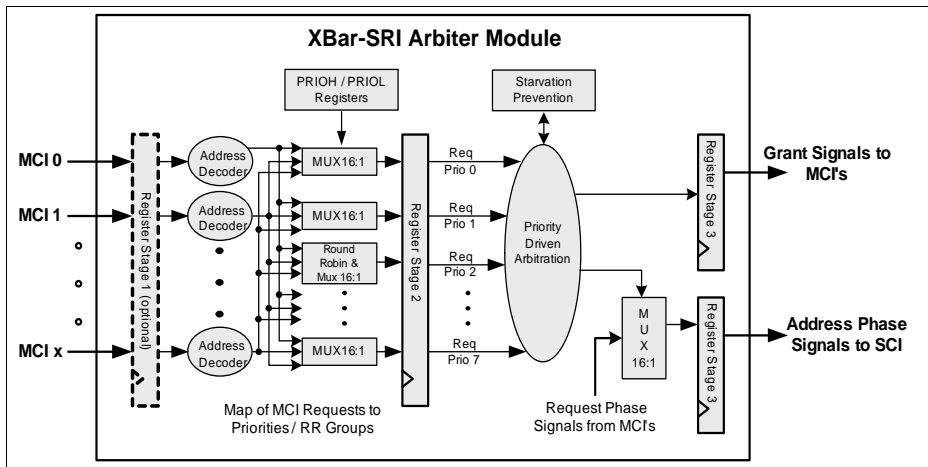 XBar-SRI Arbiter Module
PRIOH / PRIOL
Registers
Starvation
Prevention
MCI 0
MCI 1
MCI x
Register Stage 1 (optional)
Address
Decoder
Address
Decoder
Address
Decoder
MUX16:1
MUX16:1
Round
Robin &
Mux 16:1
MUX16:1
Register Stage 2
Req
Prio 0
Req
Prio 1
Req
Prio 2
Req
Prio 7
Priority
Driven
Arbitration
M
U
X
16:1
Register Stage 3
Register Stage 3
Grant Signals to
MCI's
Address Phase
Signals to SCI
Map of MCI Requests to
Priorities / RR Groups
Request Phase
Signals from MCI's